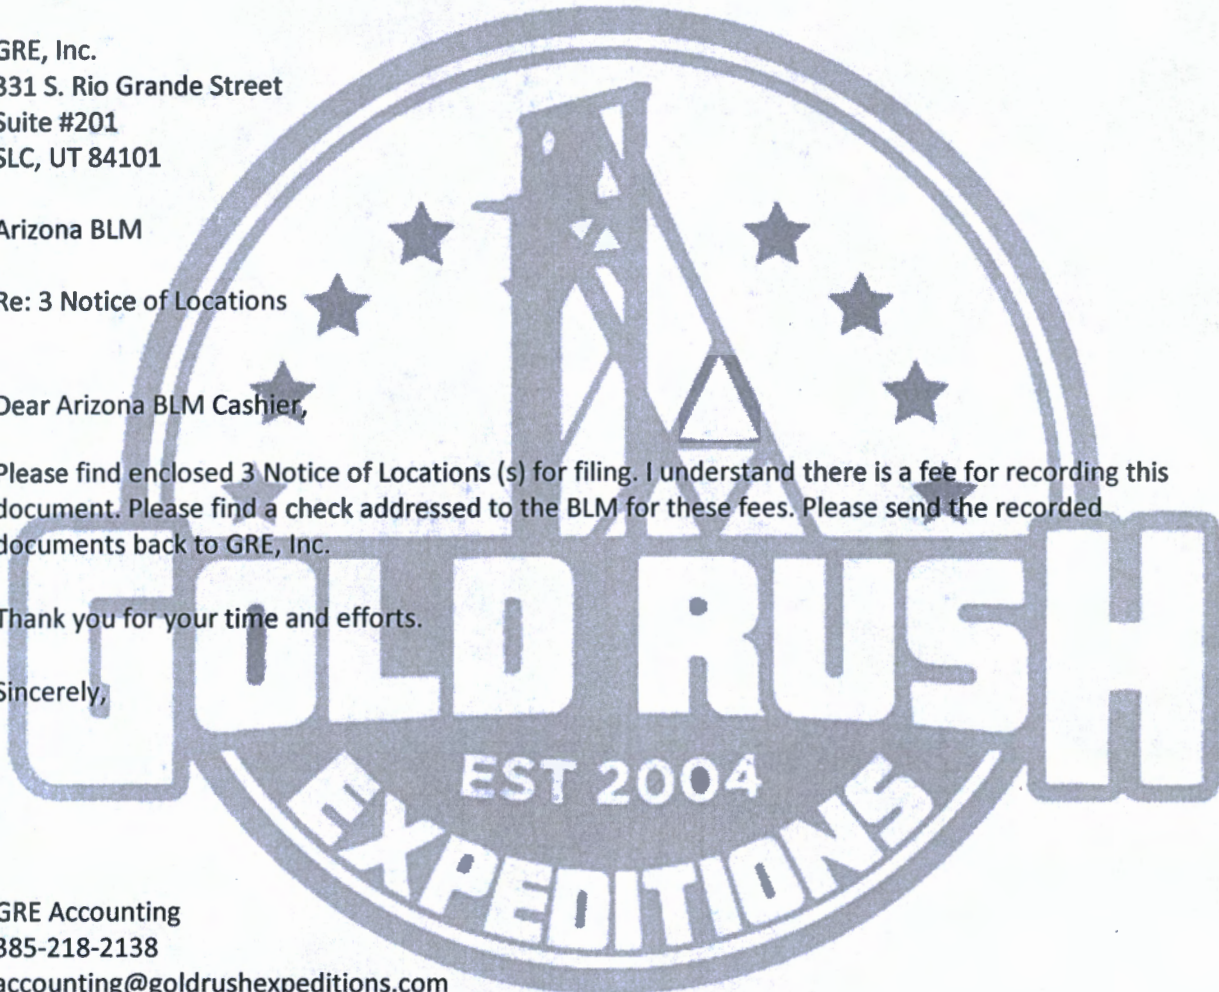 GRE, Inc.
331 S. Rio Grande Street
Suite #201
SLC, UT 84101
Arizona BLM
Re: 3 Notice of Locations
Dear Arizona BLM Cashier,
Please find enclosed 3 Notice of Locations (s) for filing. I understand there is a fee for recording this
document. Please find a check addressed to the BLM for these fees. Please send the recorded
documents back to GRE, Inc.
Thank you for your time and efforts.
Sincerely,
GOLD RUSH
EST 2004
EXPEDITIONS
GRE Accounting
385-218-2138
accounting@goldrushexpeditions.com